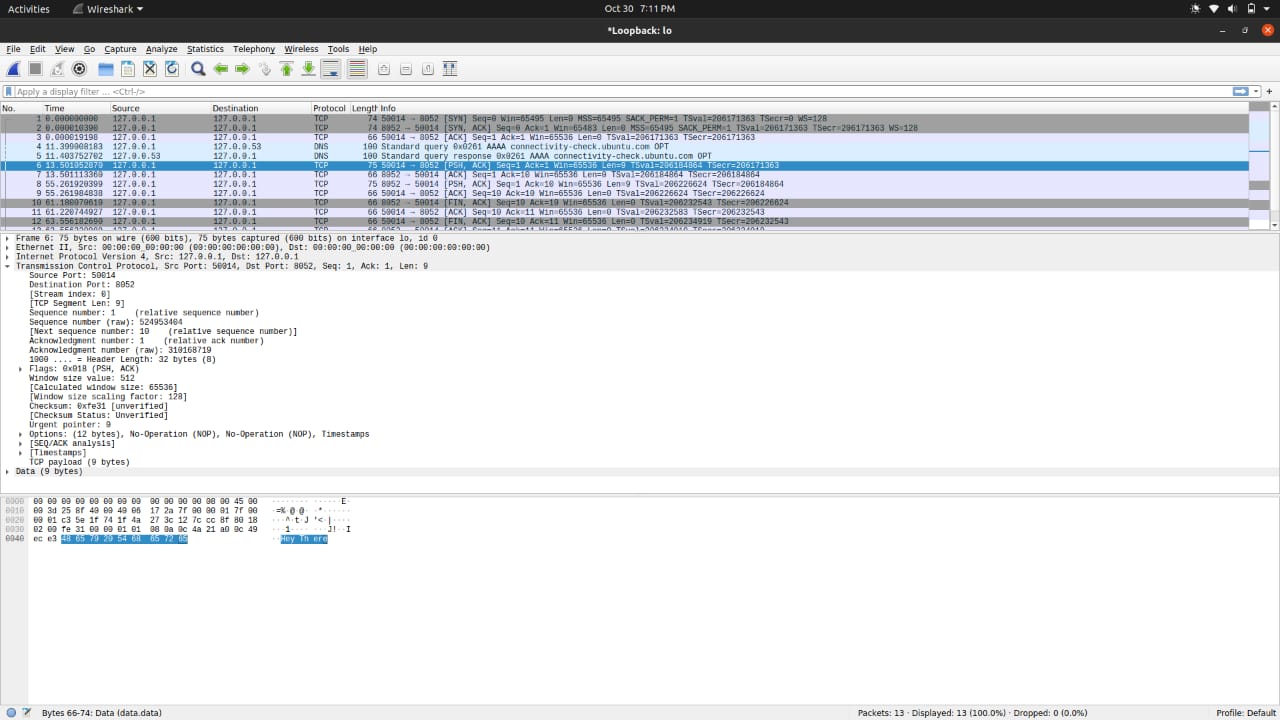 Activities Wireshark Oct 30 7:11 PM
*Loopback: lo
File Edit View Go Capture Analyze Statistics Telephony Wireless Tools Help
Apply a display filter ... <Ctrl-/>
No. Time Source Destination Protocol Length Info
1 0.000000000 127.0.0.1 127.0.0.1 TCP 74 50014 → 8052 [SYN] Seq=0 Win=65495 Len=0 MSS=65495 SACK_PERM=1 TSval=206171363 TSecr=0 WS=128
2 0.000010390 127.0.0.1 127.0.0.1 TCP 74 8052 → 50014 [SYN, ACK] Seq=0 Ack=1 Win=65483 Len=0 MSS=65495 SACK_PERM=1 TSval=206171363 TSecr=206171363 WS=128
3 0.000019198 127.0.0.1 127.0.0.1 TCP 66 50014 → 8052 [ACK] Seq=1 Ack=1 Win=65536 Len=0 TSval=206171363 TSecr=206171363
4 11.399908183 127.0.0.1 127.0.0.53 DNS 100 Standard query 0x0261 AAAA connectivity-check.ubuntu.com OPT
5 11.403752702 127.0.0.53 127.0.0.1 DNS 100 Standard query response 0x0261 AAAA connectivity-check.ubuntu.com OPT
6 13.501052870 127.0.0.1 127.0.0.1 TCP 75 50014 → 8052 [PSH, ACK] Seq=1 Ack=1 Win=65536 Len=9 TSval=206184864 TSecr=206171363
7 13.501113360 127.0.0.1 127.0.0.1 TCP 66 8052 → 50014 [ACK] Seq=1 Ack=10 Win=65536 Len=0 TSval=206184864 TSecr=206184864
8 55.261920399 127.0.0.1 127.0.0.1 TCP 75 8052 → 50014 [PSH, ACK] Seq=1 Ack=10 Win=65536 Len=9 TSval=206226624 TSecr=206184864
9 55.261984838 127.0.0.1 127.0.0.1 TCP 66 50014 → 8052 [ACK] Seq=10 Ack=10 Win=65536 Len=0 TSval=206226624 TSecr=206226624
10 61.180070610 127.0.0.1 127.0.0.1 TCP 66 8052 → 50014 [FIN, ACK] Seq=10 Ack=10 Win=65536 Len=0 TSval=206232543 TSecr=206226624
11 61.220744927 127.0.0.1 127.0.0.1 TCP 66 50014 → 8052 [ACK] Seq=10 Ack=11 Win=65536 Len=0 TSval=206232583 TSecr=206232543
12 63.556182690 127.0.0.1 127.0.0.1 TCP 66 50014 → 8052 [FIN, ACK] Seq=10 Ack=11 Win=65536 Len=0 TSval=206234919 TSecr=206232543
Frame 6: 75 bytes on wire (600 bits), 75 bytes captured (600 bits) on interface lo, id 0
Ethernet II, Src: 00:00:00_00:00:00 (00:00:00:00:00:00), Dst: 00:00:00_00:00:00 (00:00:00:00:00:00)
Internet Protocol Version 4, Src: 127.0.0.1, Dst: 127.0.0.1
Transmission Control Protocol, Src Port: 50014, Dst Port: 8052, Seq: 1, Ack: 1, Len: 9
Source Port: 50014
Destination Port: 8052
[Stream index: 0]
[TCP Segment Len: 9]
Sequence number: 1 (relative sequence number)
Sequence number (raw): 524953404
[Next sequence number: 10 (relative sequence number)]
Acknowledgment number: 1 (relative ack number)
Acknowledgment number (raw): 310168719
1000 .... = Header Length: 32 bytes (8)
Flags: 0x018 (PSH, ACK)
Window size value: 512
[Calculated window size: 65536]
[Window size scaling factor: 128]
Checksum: 0xfe31 [unverified]
[Checksum Status: Unverified]
Urgent pointer: 0
Options: (12 bytes), No-Operation (NOP), No-Operation (NOP), Timestamps
[SEQ/ACK analysis]
[Timestamps]
TCP payload (9 bytes)
Data (9 bytes)
0000 00 00 00 00 00 00 00 00 00 00 00 00 08 00 45 00 ········ ······E·
0010 00 3d 25 8f 40 00 40 06 17 2a 7f 00 00 01 7f 00 ·=%·@·@· ·*······
0020 00 01 c3 5e 1f 74 1f 4a 27 3c 12 7c cc 8f 80 18 ···^·t·J '<·|····
0030 02 00 fe 31 00 00 01 01 08 0a 0c 4a 21 a0 0c 49 ···1···· ···J!··I
0040 ec e3 48 65 79 20 54 68 65 72 65 ··Hey Th ere
Bytes 66-74: Data (data.data) Packets: 13 · Displayed: 13 (100.0%) · Dropped: 0 (0.0%) Profile: Default